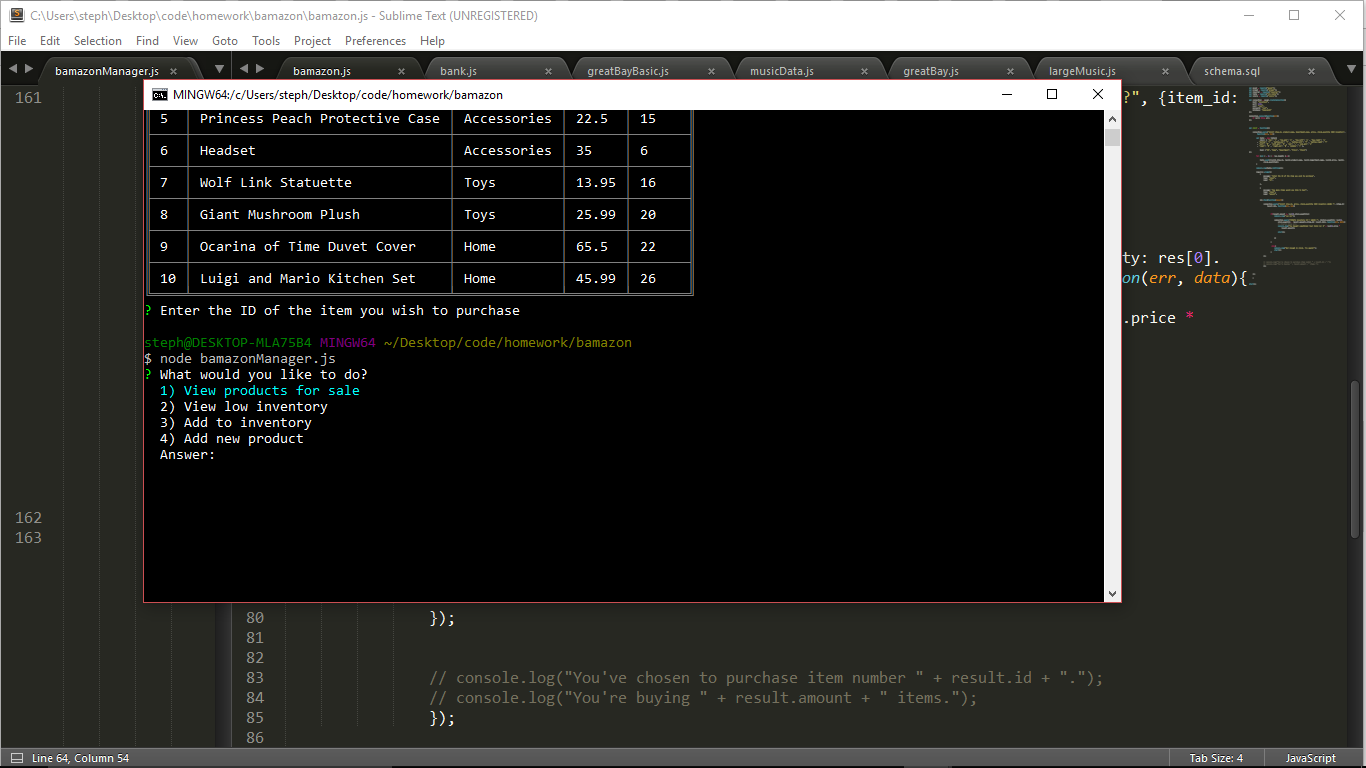 C:\Users\steph\Desktop\code\homework\bamazon\bamazon.js - Sublime Text (UNREGISTERED)
File Edit Selection Find View Goto Tools Project Preferences Help
bamazonManager.js bamazon.js bank.js greatBayBasic.js musicData.js greatBay.js largeMusic.js schema.sql
161
?", {item_id:
MINGW64:/c/Users/steph/Desktop/code/homework/bamazon
5 Princess Peach Protective Case Accessories 22.5 15
6 Headset Accessories 35 6
7 Wolf Link Statuette Toys 13.95 16
8 Giant Mushroom Plush Toys 25.99 20
9 Ocarina of Time Duvet Cover Home 65.5 22
10 Luigi and Mario Kitchen Set Home 45.99 26
? Enter the ID of the item you wish to purchase
steph@DESKTOP-MLA75B4 MINGW64 ~/Desktop/code/homework/bamazon
$ node bamazonManager.js
? What would you like to do?
1) View products for sale
2) View low inventory
3) Add to inventory
4) Add new product
Answer:
ty: res[0].
on(err, data){
.price *
162
163
80 });
81
82
83 // console.log("You've chosen to purchase item number " + result.id + ".");
84 // console.log("You're buying " + result.amount + " items.");
85 });
86
Line 64, Column 54 Tab Size: 4 JavaScript